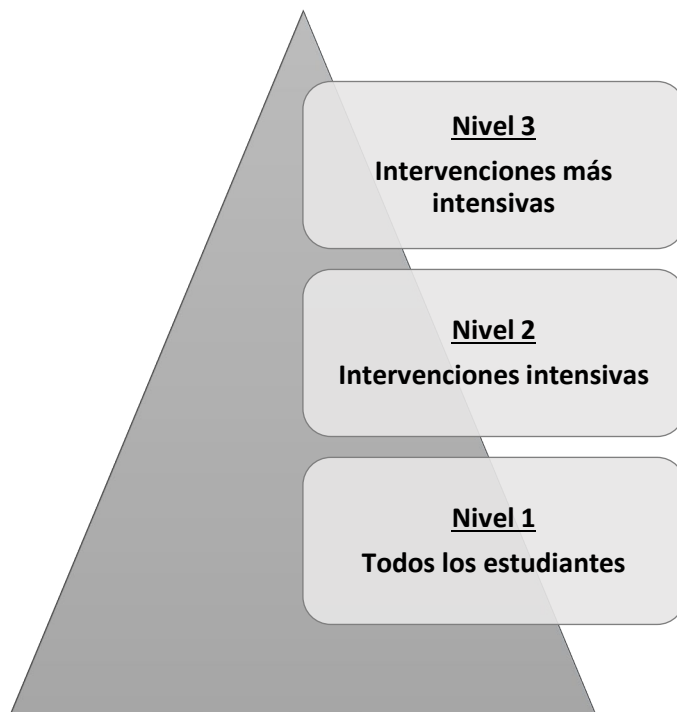 Nivel 3
Intervenciones más
intensivas
Nivel 2
Intervenciones intensivas
Nivel 1
Todos los estudiantes